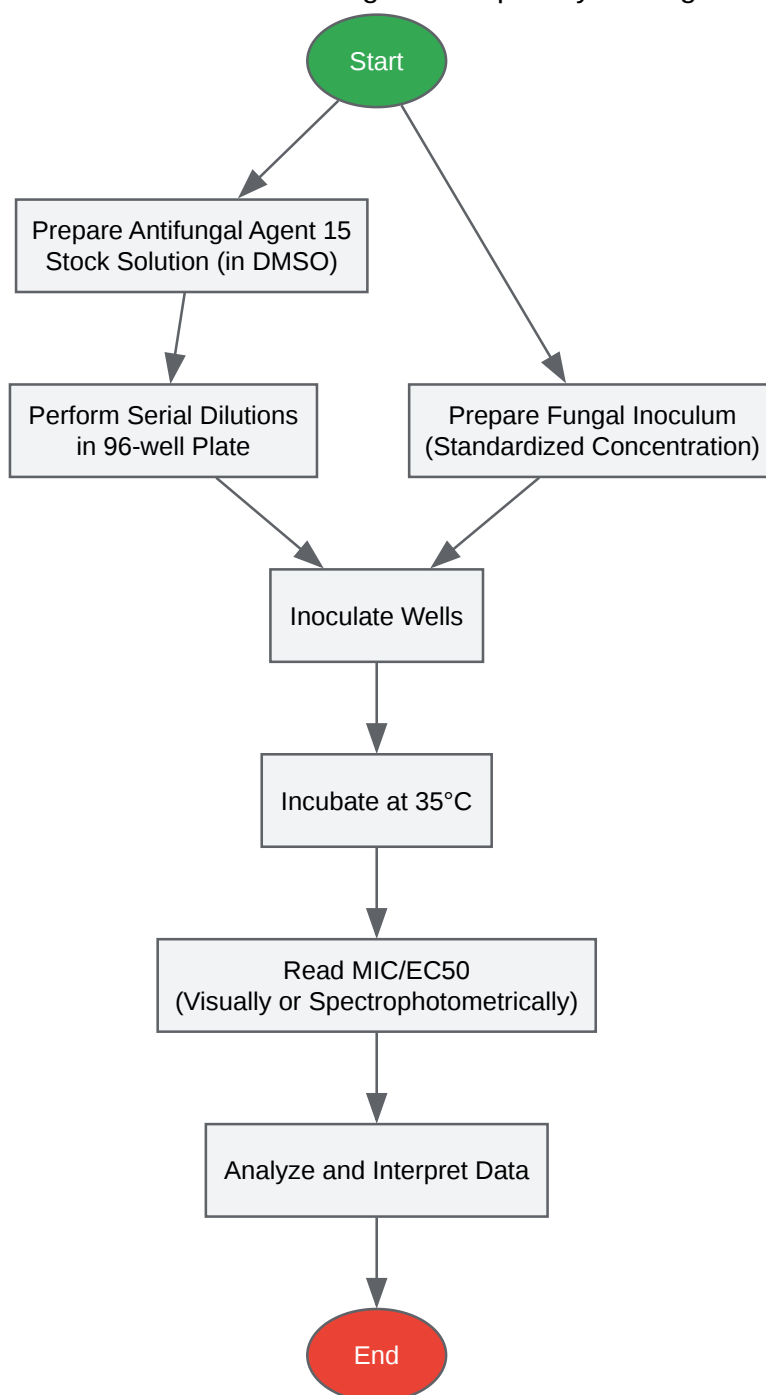 Start
Prepare Antifungal Agent 15
Stock Solution (in DMSO)
Perform Serial Dilutions
in 96-well Plate
Prepare Fungal Inoculum
(Standardized Concentration)
Inoculate Wells
Incubate at 35°C
Read MIC/EC50
(Visually or Spectrophotometrically)
Analyze and Interpret Data
End